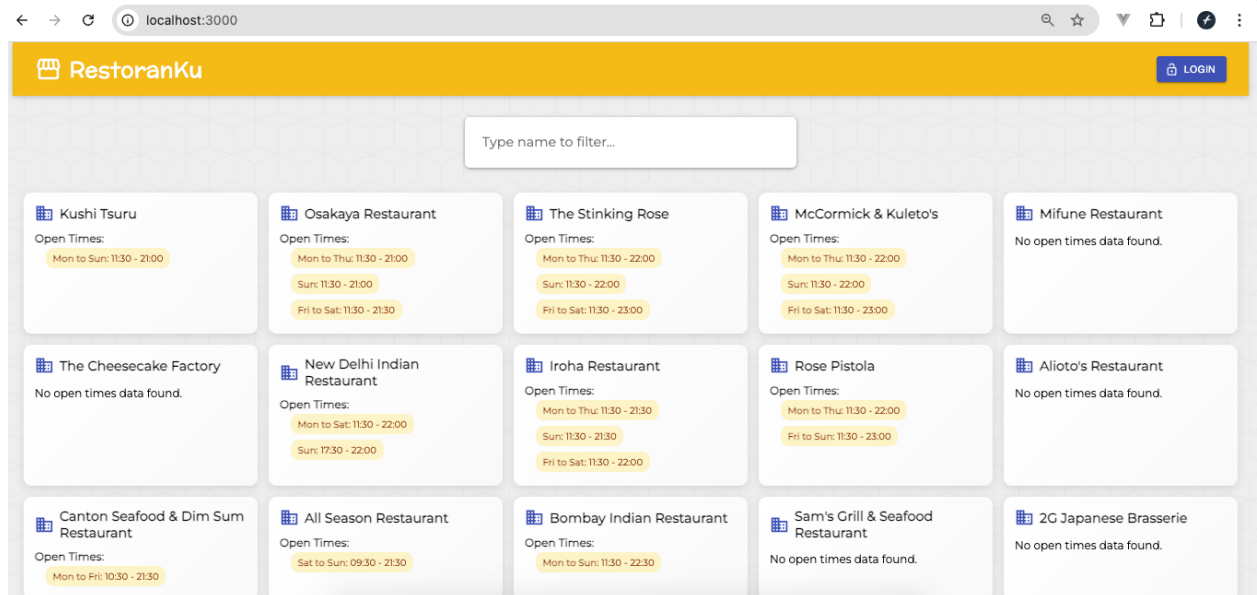 localhost:3000
RestoranKu
LOGIN
Type name to filter...
Kushi Tsuru
Open Times:
Mon to Sun: 11:30 - 21:00
Osakaya Restaurant
Open Times:
Mon to Thu: 11:30 - 21:00
Sun: 11:30 - 21:00
Fri to Sat: 11:30 - 21:30
The Stinking Rose
Open Times:
Mon to Thu: 11:30 - 22:00
Sun: 11:30 - 22:00
Fri to Sat: 11:30 - 23:00
McCormick & Kuleto's
Open Times:
Mon to Thu: 11:30 - 22:00
Sun: 11:30 - 22:00
Fri to Sat: 11:30 - 23:00
Mifune Restaurant
No open times data found.
The Cheesecake Factory
No open times data found.
New Delhi Indian
Restaurant
Open Times:
Mon to Sat: 11:30 - 22:00
Sun: 17:30 - 22:00
Iroha Restaurant
Open Times:
Mon to Thu: 11:30 - 21:30
Sun: 11:30 - 21:30
Fri to Sat: 11:30 - 22:00
Rose Pistola
Open Times:
Mon to Thu: 11:30 - 22:00
Fri to Sun: 11:30 - 23:00
Alioto's Restaurant
No open times data found.
Canton Seafood & Dim Sum
Restaurant
Open Times:
Mon to Fri: 10:30 - 21:30
All Season Restaurant
Open Times:
Sat to Sun: 09:30 - 21:30
Bombay Indian Restaurant
Open Times:
Mon to Sun: 11:30 - 22:30
Sam's Grill & Seafood
Restaurant
No open times data found.
2G Japanese Brasserie
No open times data found.